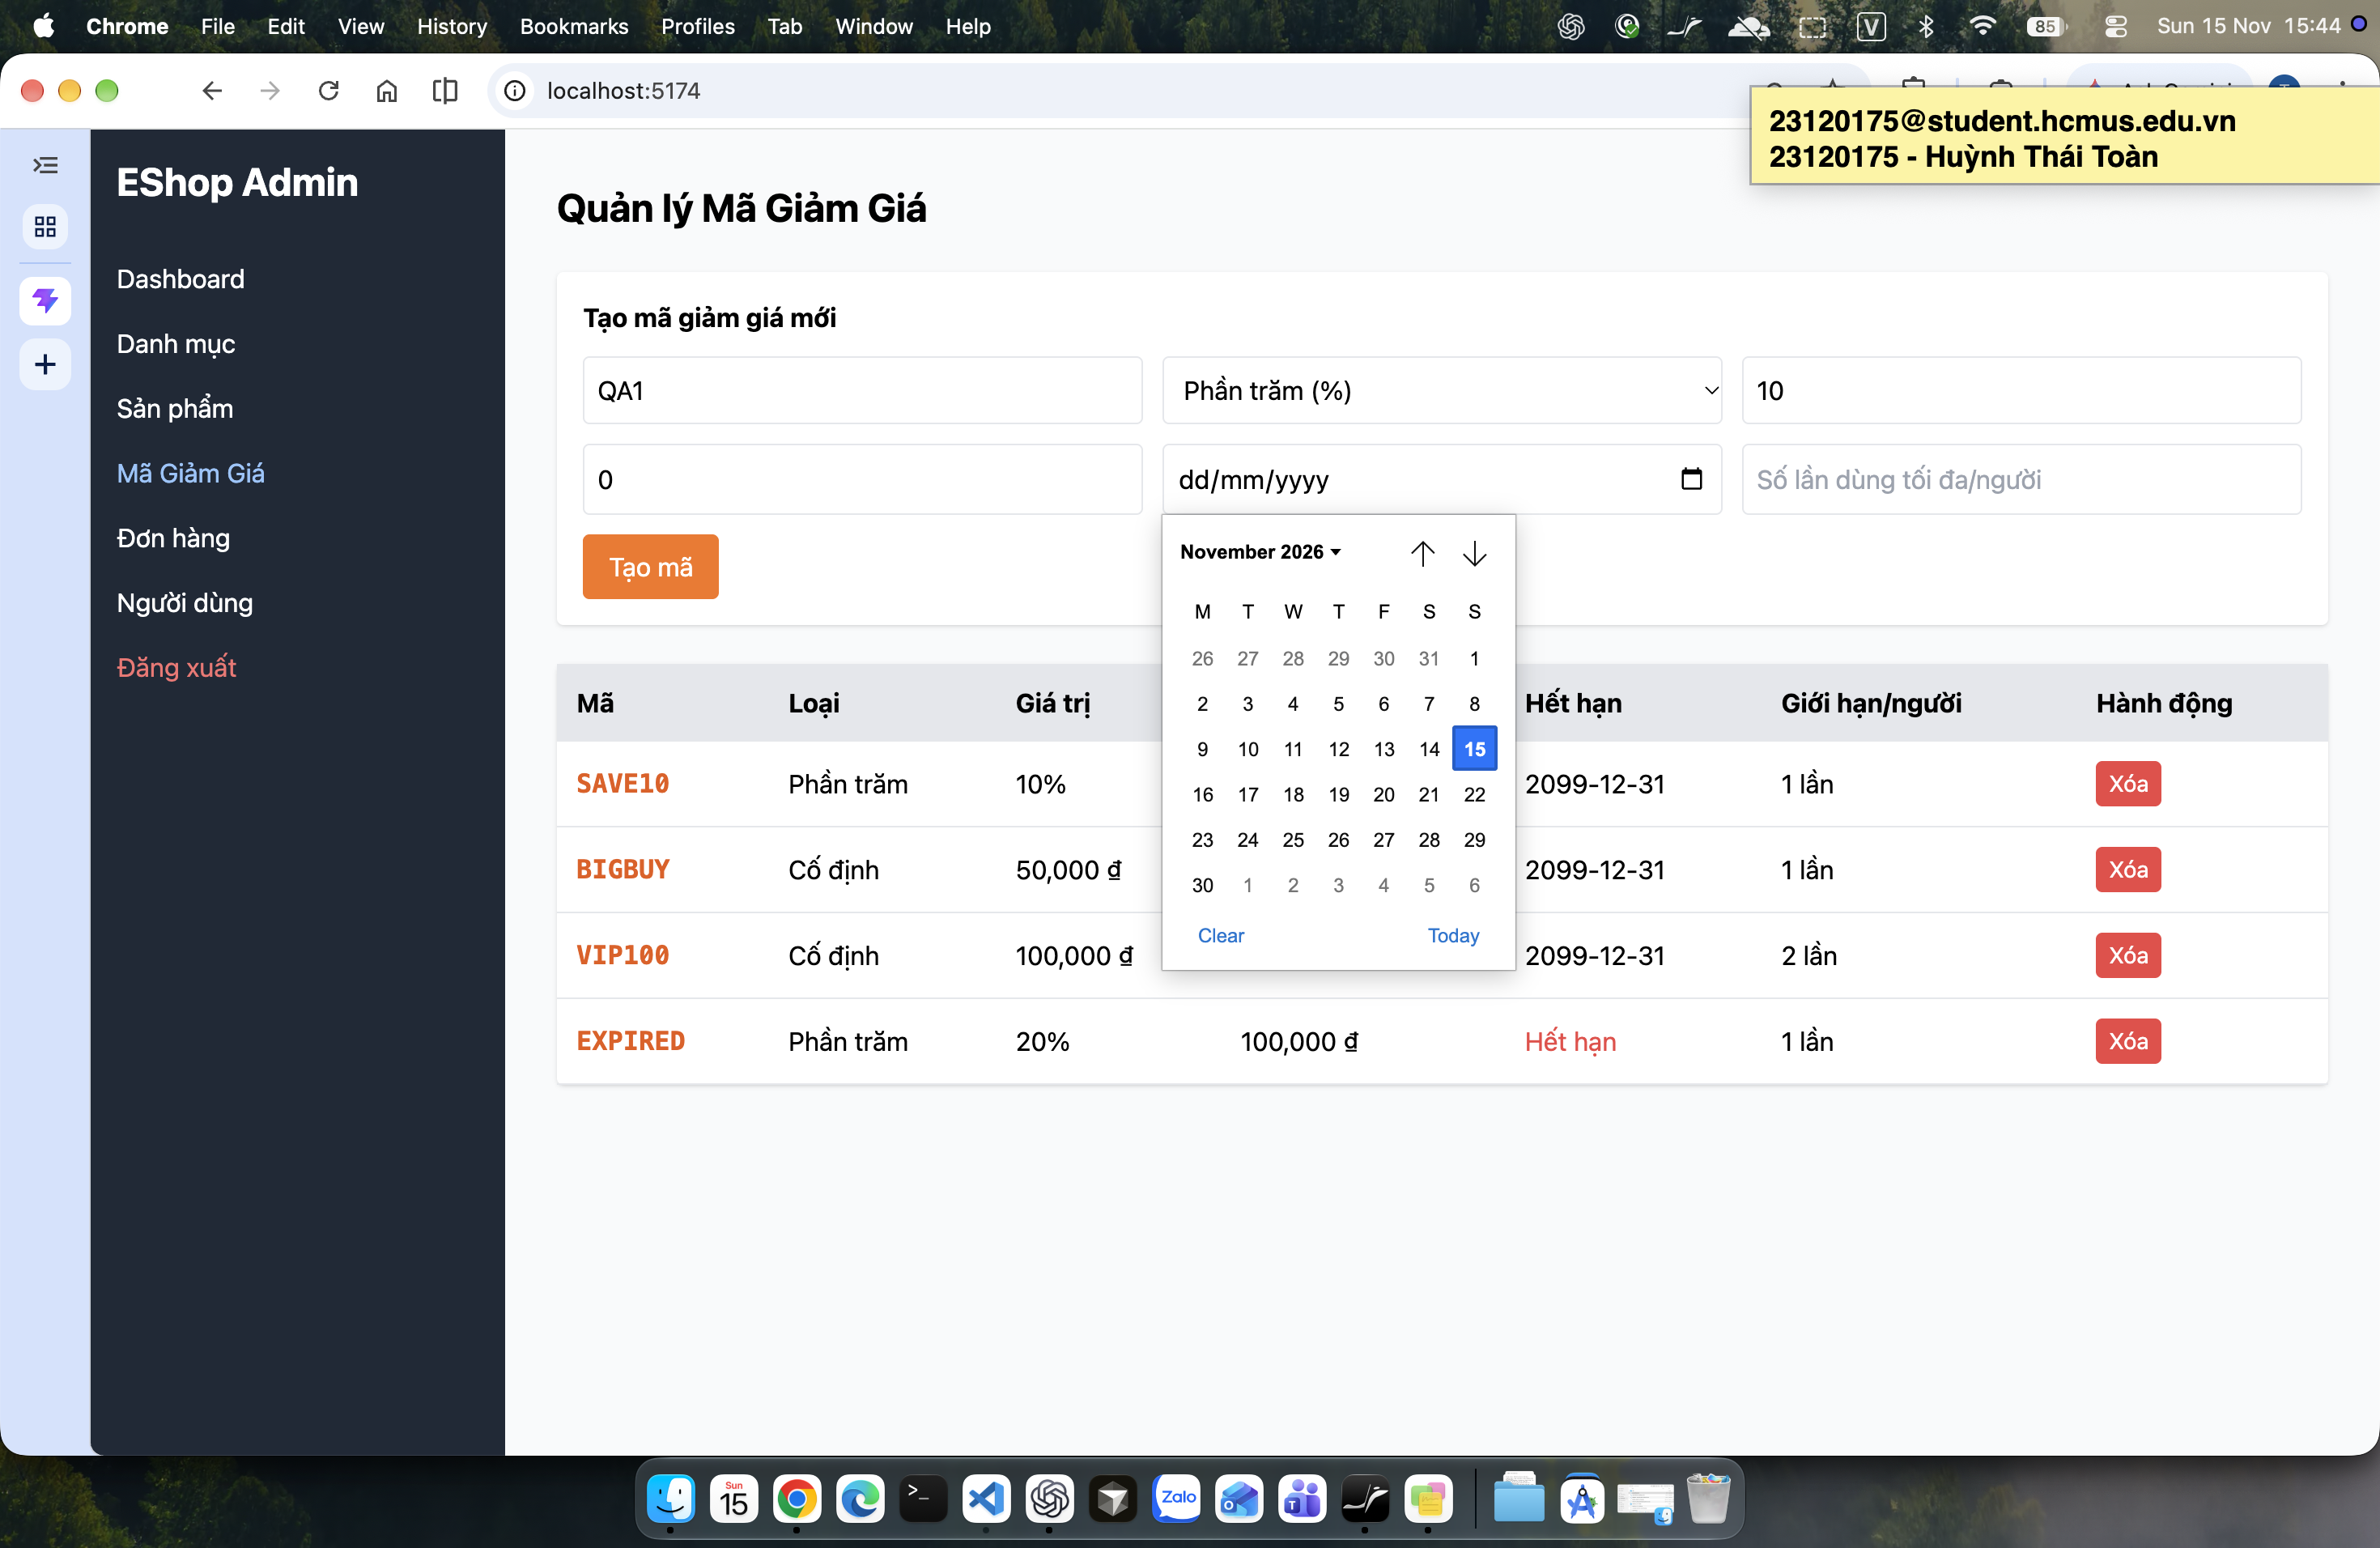 Chrome File Edit View History Bookmarks Profiles Tab Window Help V 85 Sun 15 Nov 15:44
localhost:5174
23120175@student.hcmus.edu.vn
23120175 - Huỳnh Thái Toàn
EShop Admin
Dashboard
Danh mục
Sản phẩm
Mã Giảm Giá
Đơn hàng
Người dùng
Đăng xuất
Quản lý Mã Giảm Giá
Tạo mã giảm giá mới
QA1 Phần trăm (%) 10
0 dd/mm/yyyy Số lần dùng tối đa/người
Tạo mã
November 2026
M T W T F S S
26 27 28 29 30 31 1
2 3 4 5 6 7 8
9 10 11 12 13 14 15
16 17 18 19 20 21 22
23 24 25 26 27 28 29
30 1 2 3 4 5 6
Clear Today
Mã Loại Giá trị Hết hạn Giới hạn/người Hành động
SAVE10 Phần trăm 10% 2099-12-31 1 lần Xóa
BIGBUY Cố định 50,000 ₫ 2099-12-31 1 lần Xóa
VIP100 Cố định 100,000 ₫ 2099-12-31 2 lần Xóa
EXPIRED Phần trăm 20% 100,000 ₫ Hết hạn 1 lần Xóa
Sun
15
Zalo